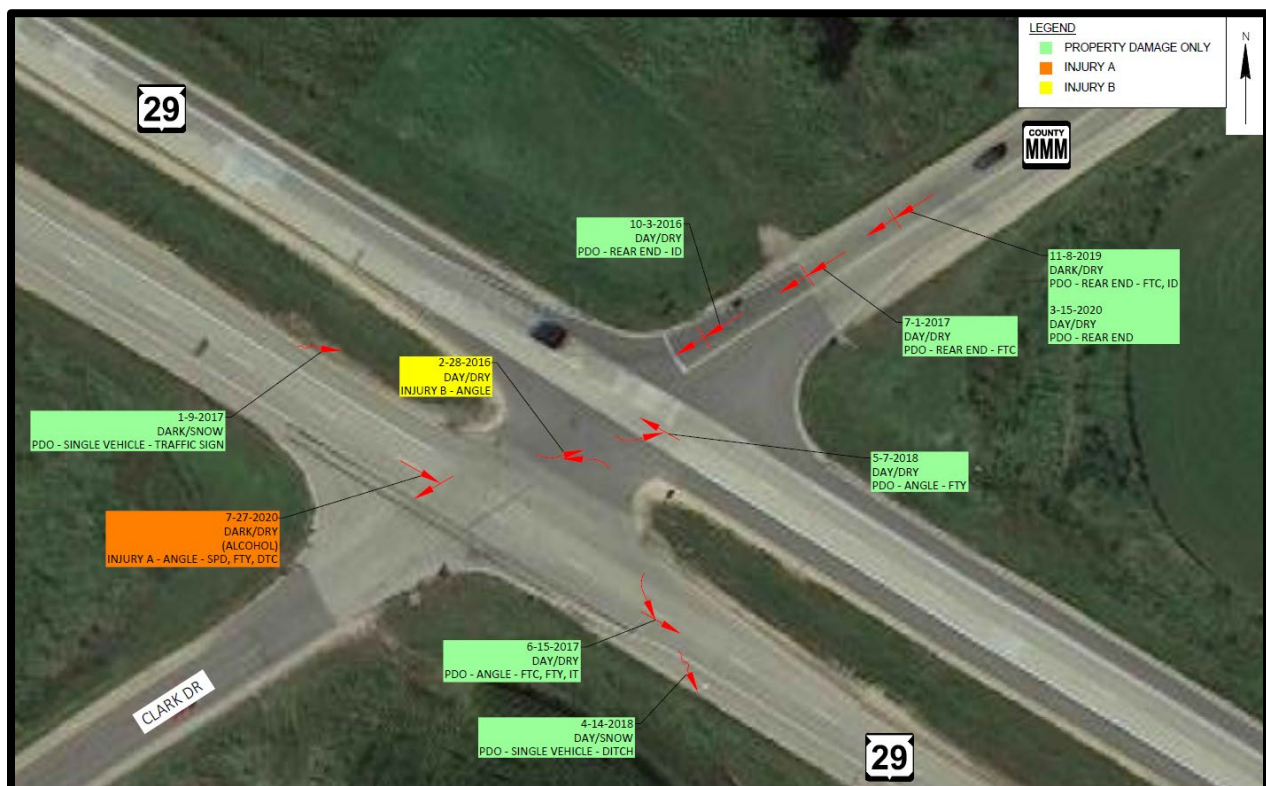 LEGEND
PROPERTY DAMAGE ONLY
INJURY A
INJURY B
N
29
COUNTY
MMM
10-3-2016
DAY/DRY
PDO - REAR END - ID
11-8-2019
DARK/DRY
PDO - REAR END - FTC, ID
3-15-2020
DAY/DRY
PDO - REAR END
7-1-2017
DAY/DRY
PDO - REAR END - FTC
2-28-2016
DAY/DRY
INJURY B - ANGLE
1-9-2017
DARK/SNOW
PDO - SINGLE VEHICLE - TRAFFIC SIGN
5-7-2018
DAY/DRY
PDO - ANGLE - FTY
7-27-2020
DARK/DRY
(ALCOHOL)
INJURY A - ANGLE - SPD, FTY, DTC
6-15-2017
DAY/DRY
PDO - ANGLE - FTC, FTY, IT
CLARK DR
4-14-2018
DAY/SNOW
PDO - SINGLE VEHICLE - DITCH
29